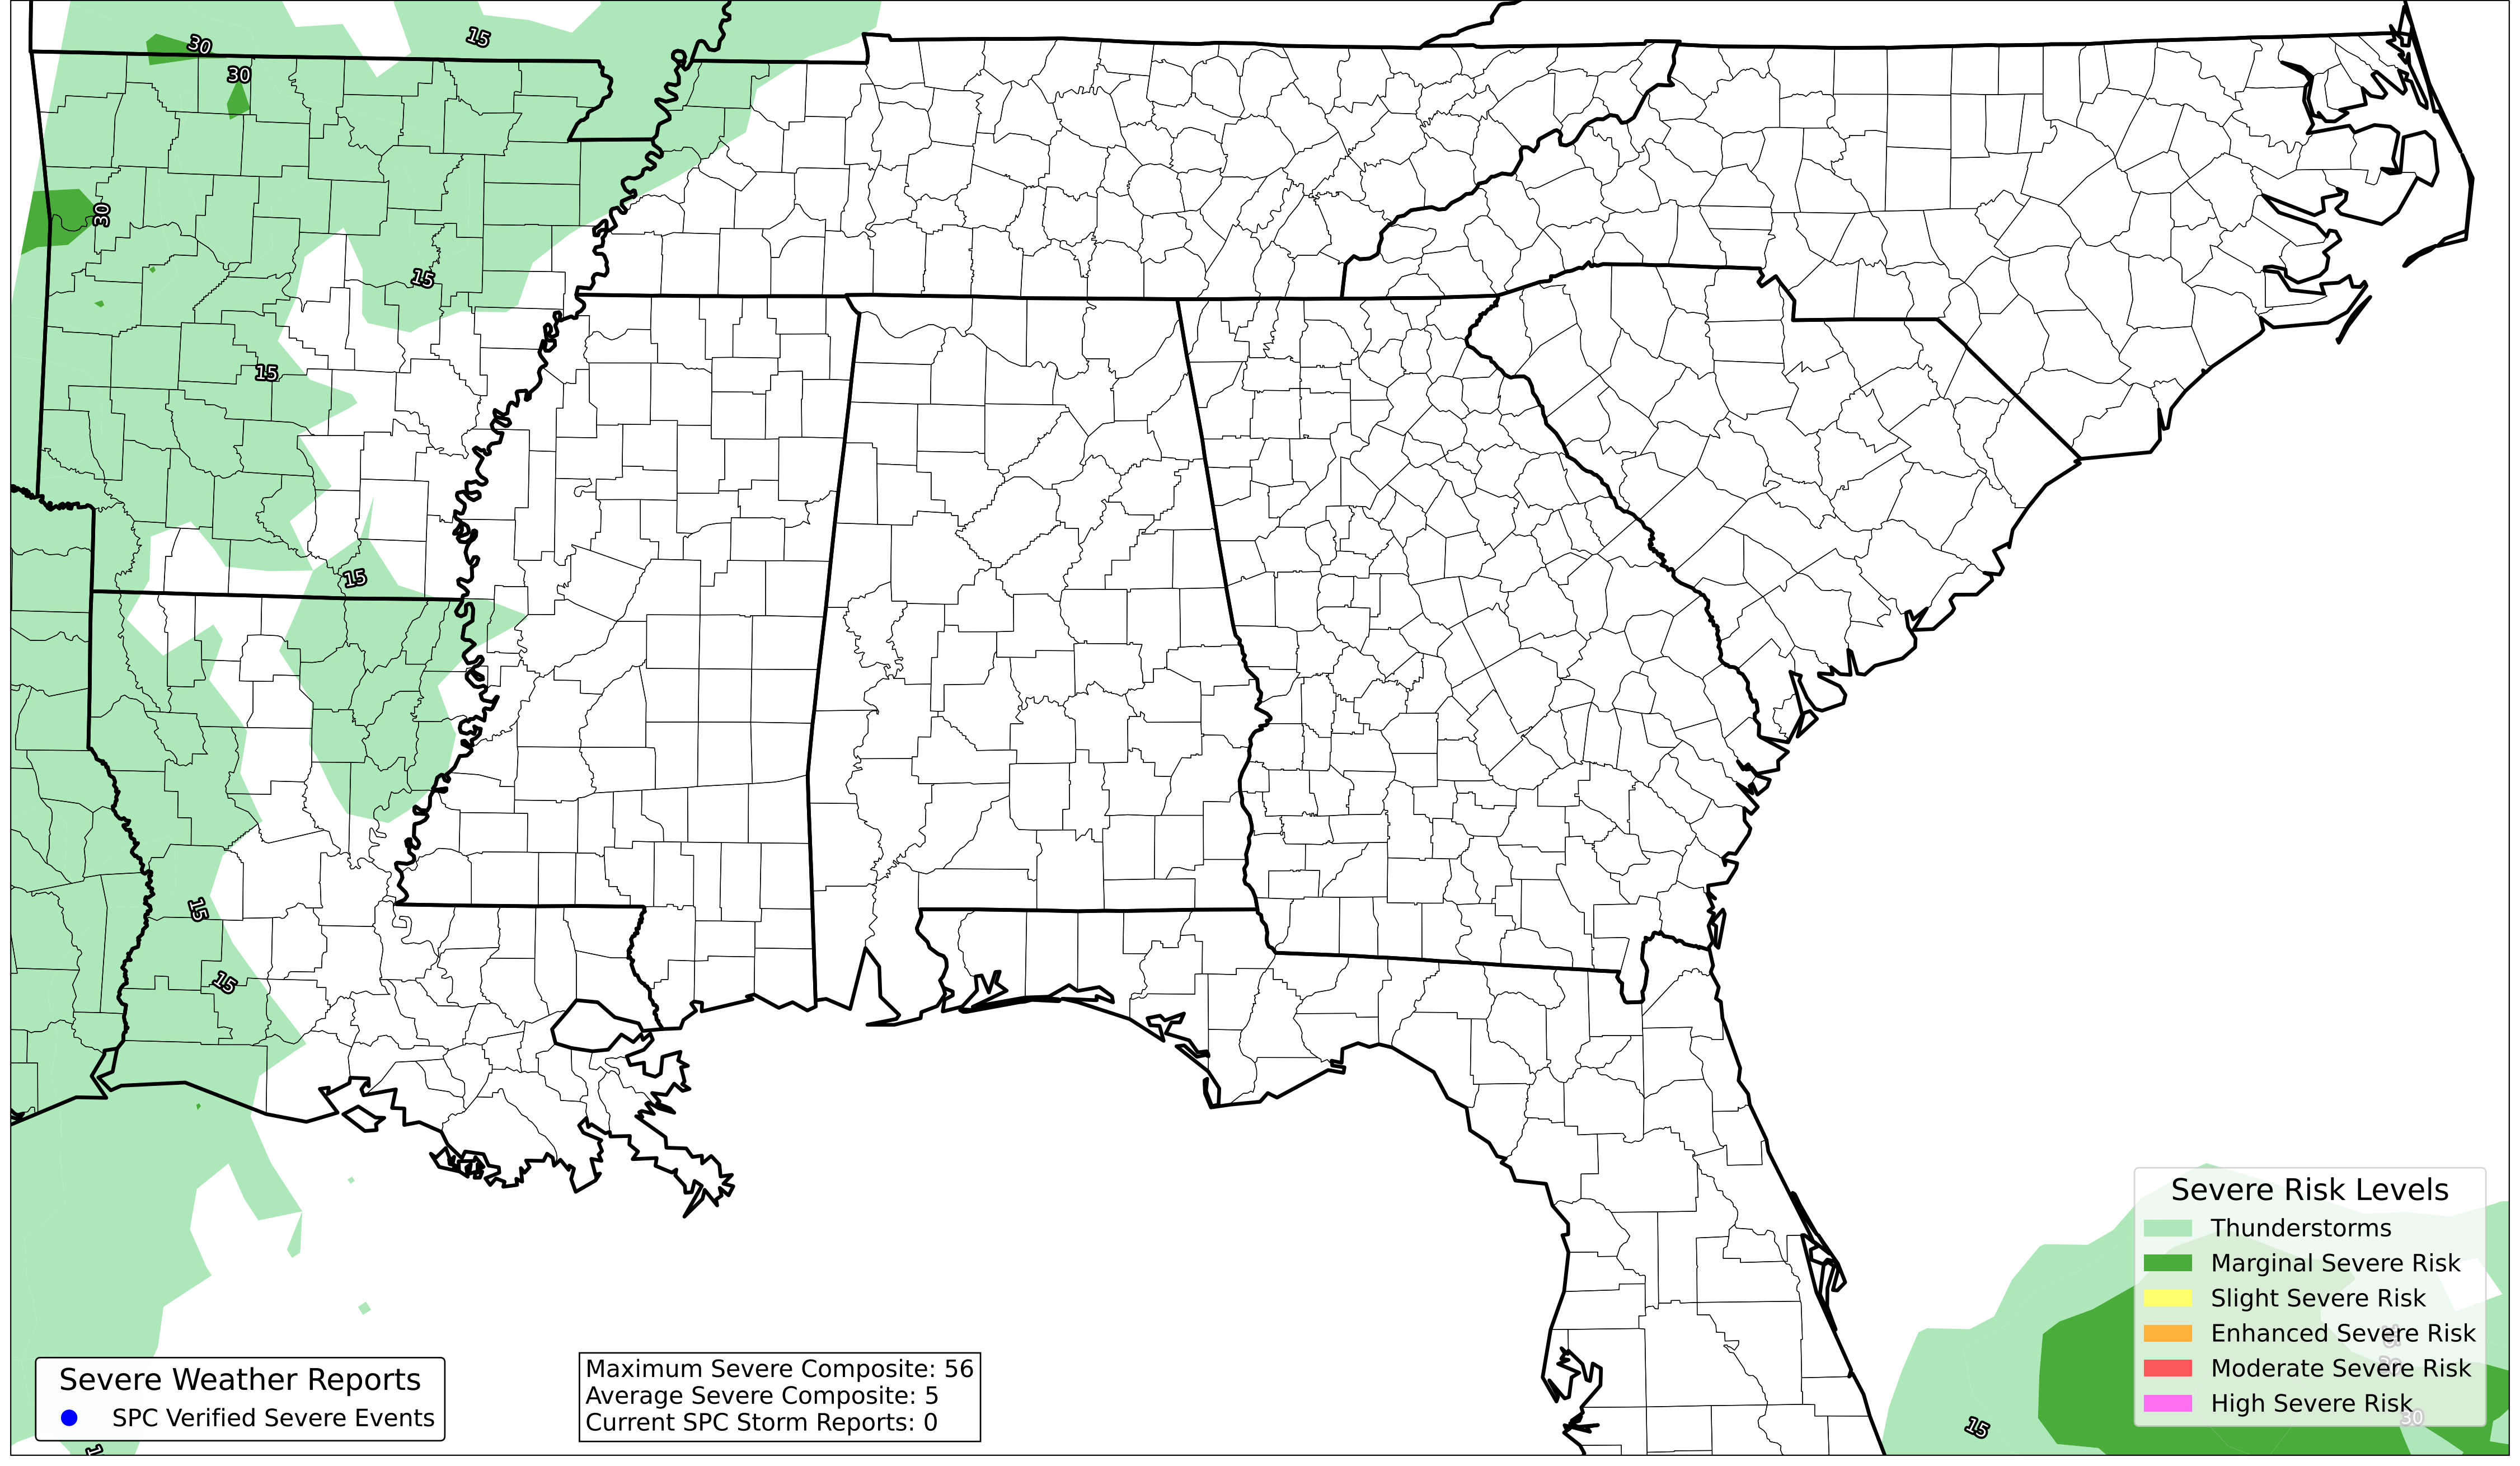 30
15
30
30
15
15
15
15
15
15
30
30
Severe Risk Levels
Thunderstorms
Marginal Severe Risk
Slight Severe Risk
Enhanced Severe Risk
Moderate Severe Risk
High Severe Risk
Severe Weather Reports
SPC Verified Severe Events
Maximum Severe Composite: 56
Average Severe Composite: 5
Current SPC Storm Reports: 0